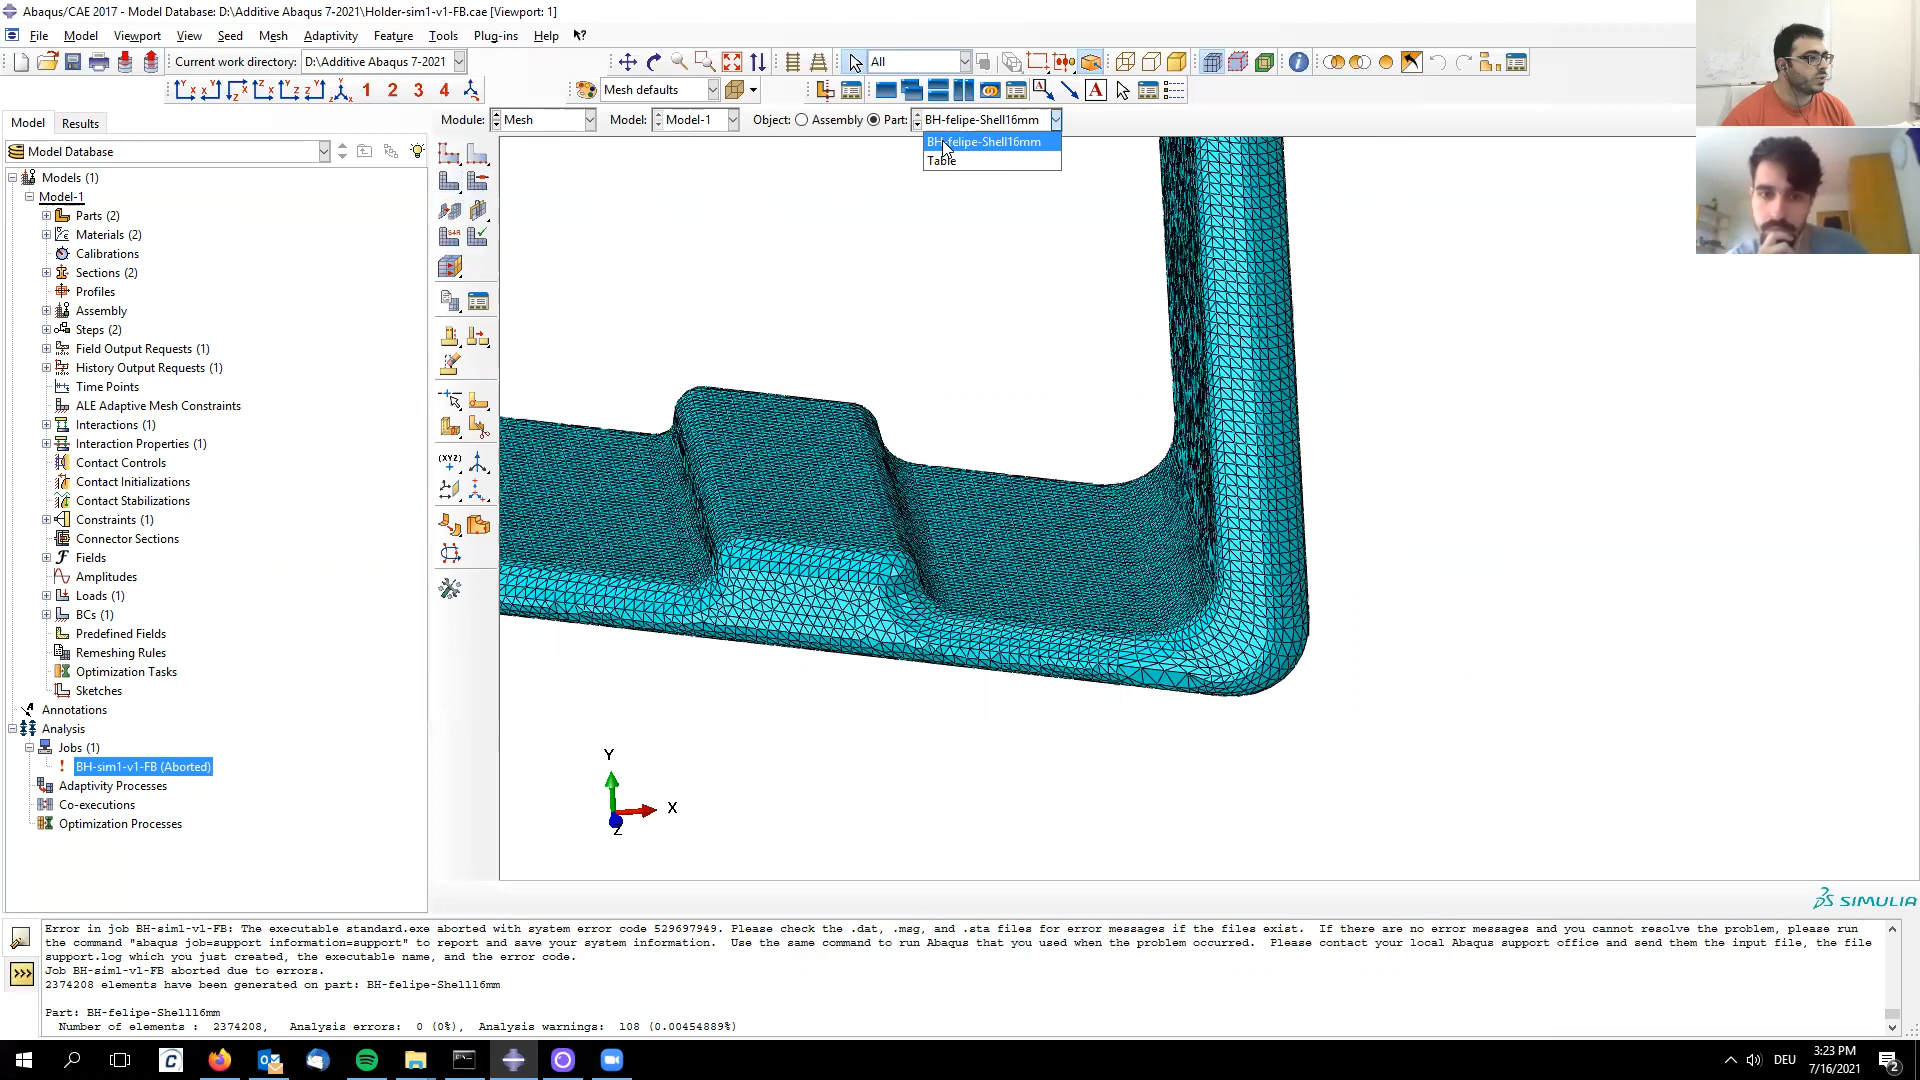 Abaqus/CAE 2017 - Model Database: D:\Additive Abaqus 7-2021\Holder-sim1-v1-FB.cae [Viewport: 1]
File Model Viewport View Seed Mesh Adaptivity Feature Tools Plug-ins Help
Current work directory: D:\Additive Abaqus 7-2021
All
1 2 3 4
Mesh defaults
Model Results
Module: Mesh Model: Model-1 Object: Assembly Part: BH-felipe-Shell16mm
BH-felipe-Shell16mm
Table
Model Database
Models (1)
Model-1
Parts (2)
Materials (2)
Calibrations
Sections (2)
Profiles
Assembly
Steps (2)
Field Output Requests (1)
History Output Requests (1)
Time Points
ALE Adaptive Mesh Constraints
Interactions (1)
Interaction Properties (1)
Contact Controls
Contact Initializations
Contact Stabilizations
Constraints (1)
Connector Sections
Fields
Amplitudes
Loads (1)
BCs (1)
Predefined Fields
Remeshing Rules
Optimization Tasks
Sketches
Annotations
Analysis
Jobs (1)
BH-sim1-v1-FB (Aborted)
Adaptivity Processes
Co-executions
Optimization Processes
S4R
(XYZ)
Y
X
Z
SIMULIA
Error in job BH-sim1-v1-FB: The executable standard.exe aborted with system error code 529697949. Please check the .dat, .msg, and .sta files for error messages if the files exist. If there are no error messages and you cannot resolve the problem, please run
the command "abaqus job=support information=support" to report and save your system information. Use the same command to run Abaqus that you used when the problem occurred. Please contact your local Abaqus support office and send them the input file, the file
support.log which you just created, the executable name, and the error code.
Job BH-sim1-v1-FB aborted due to errors.
2374208 elements have been generated on part: BH-felipe-Shell16mm
Part: BH-felipe-Shell16mm
Number of elements : 2374208, Analysis errors: 0 (0%), Analysis warnings: 108 (0.00454889%)
DEU
3:23 PM
7/16/2021
2